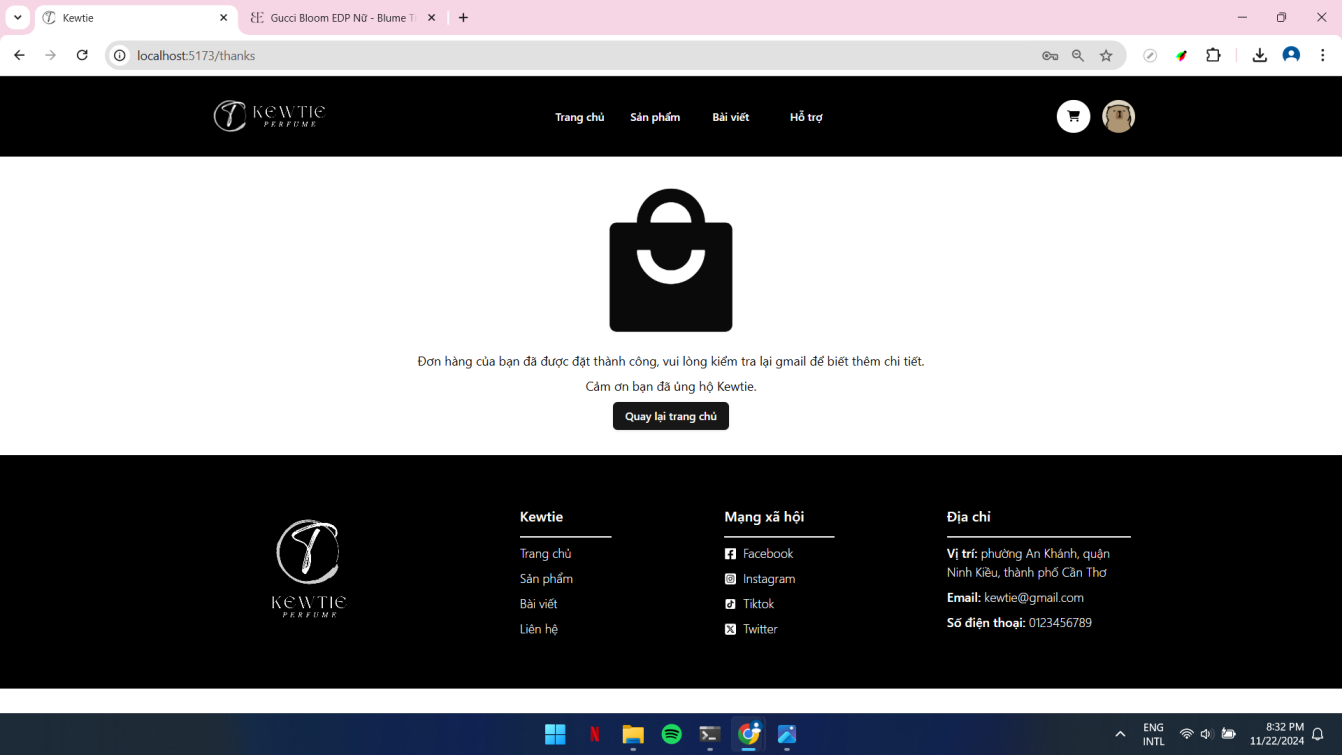 Kewtie
Gucci Bloom EDP Nữ - Blume Ti
localhost:5173/thanks
KEWTIE
PERFUME
Trang chủ
Sản phẩm
Bài viết
Hỗ trợ
Đơn hàng của bạn đã được đặt thành công, vui lòng kiểm tra lại gmail để biết thêm chi tiết.
Cảm ơn bạn đã ủng hộ Kewtie.
Quay lại trang chủ
KEWTIE
PERFUME
Kewtie
Trang chủ
Sản phẩm
Bài viết
Liên hệ
Mạng xã hội
Facebook
Instagram
Tiktok
Twitter
Địa chỉ
Vị trí: phường An Khánh, quận
Ninh Kiều, thành phố Cần Thơ
Email: kewtie@gmail.com
Số điện thoại: 0123456789
ENG
INTL
8:32 PM
11/22/2024